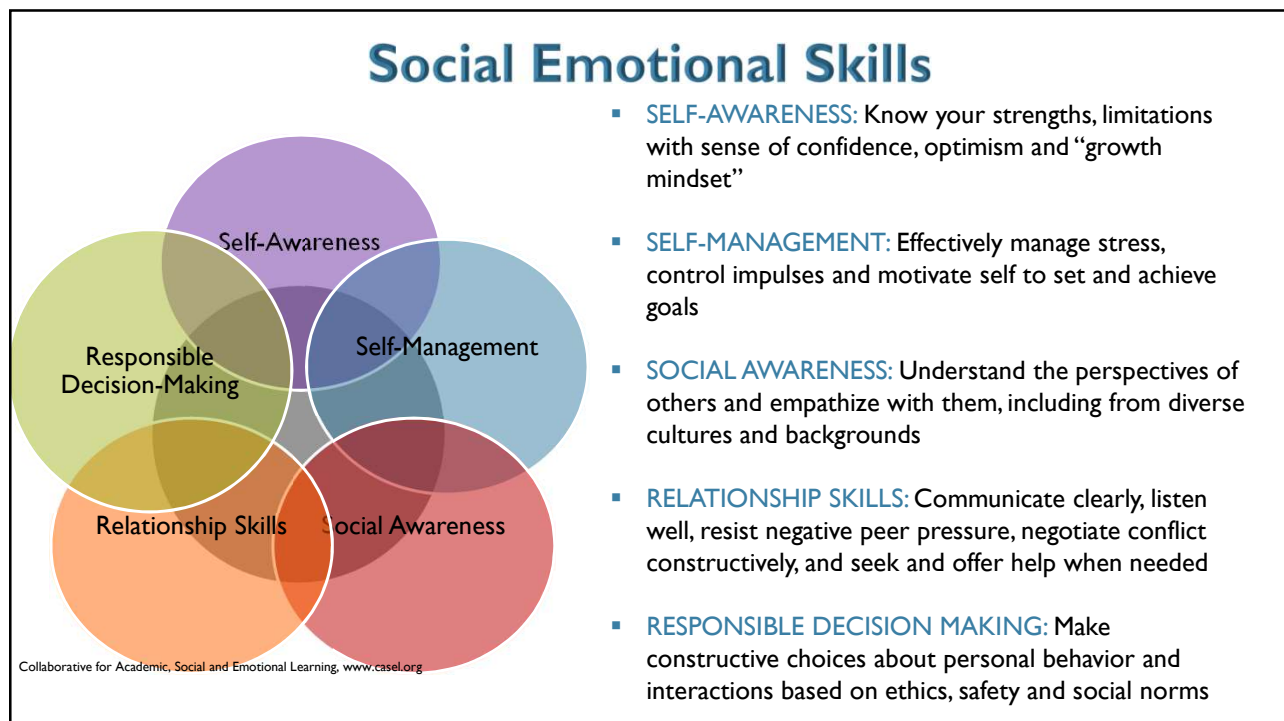 Social Emotional Skills
Self-Awareness
Self-Management
Responsible
Decision-Making
Relationship Skills
Social Awareness
Collaborative for Academic, Social and Emotional Learning, www.casel.org
▪ SELF-AWARENESS: Know your strengths, limitations
with sense of confidence, optimism and “growth
mindset”
▪ SELF-MANAGEMENT: Effectively manage stress,
control impulses and motivate self to set and achieve
goals
▪ SOCIAL AWARENESS: Understand the perspectives of
others and empathize with them, including from diverse
cultures and backgrounds
▪ RELATIONSHIP SKILLS: Communicate clearly, listen
well, resist negative peer pressure, negotiate conflict
constructively, and seek and offer help when needed
▪ RESPONSIBLE DECISION MAKING: Make
constructive choices about personal behavior and
interactions based on ethics, safety and social norms